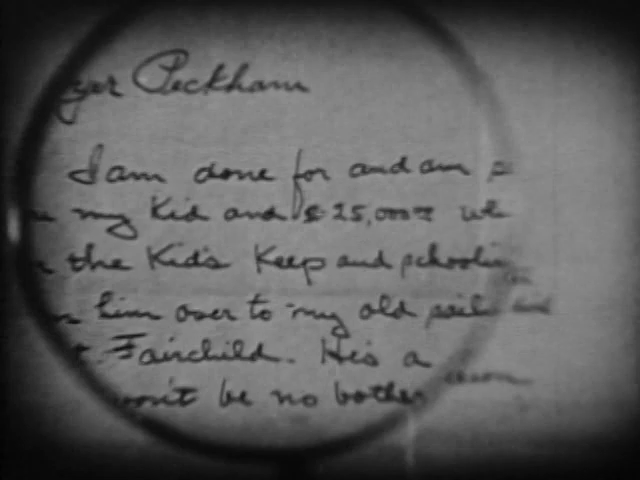 yer Peckham
I am done for and am
my Kid and $25,000
the Kid's Keep and schoolin
him over to my old
Fairchild. He's a
won't be no bother